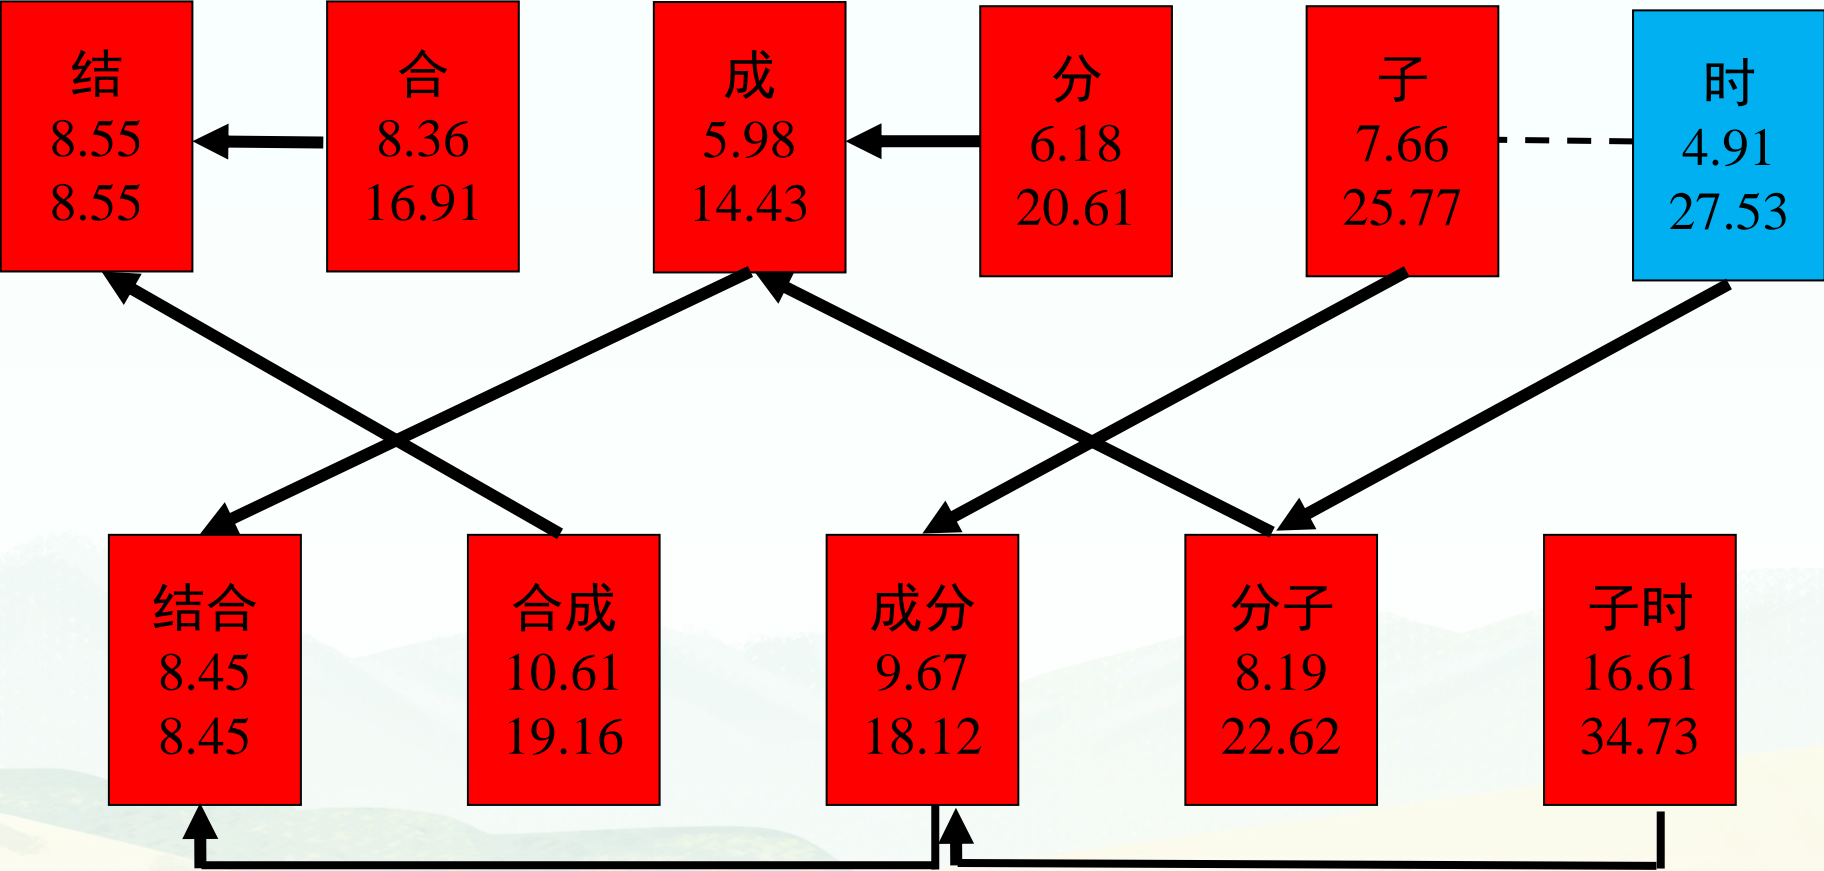 结
8.55
8.55
合
8.36
16.91
成
5.98
14.43
分
6.18
20.61
子
7.66
25.77
时
4.91
27.53
结合
8.45
8.45
合成
10.61
19.16
成分
9.67
18.12
分子
8.19
22.62
子时
16.61
34.73